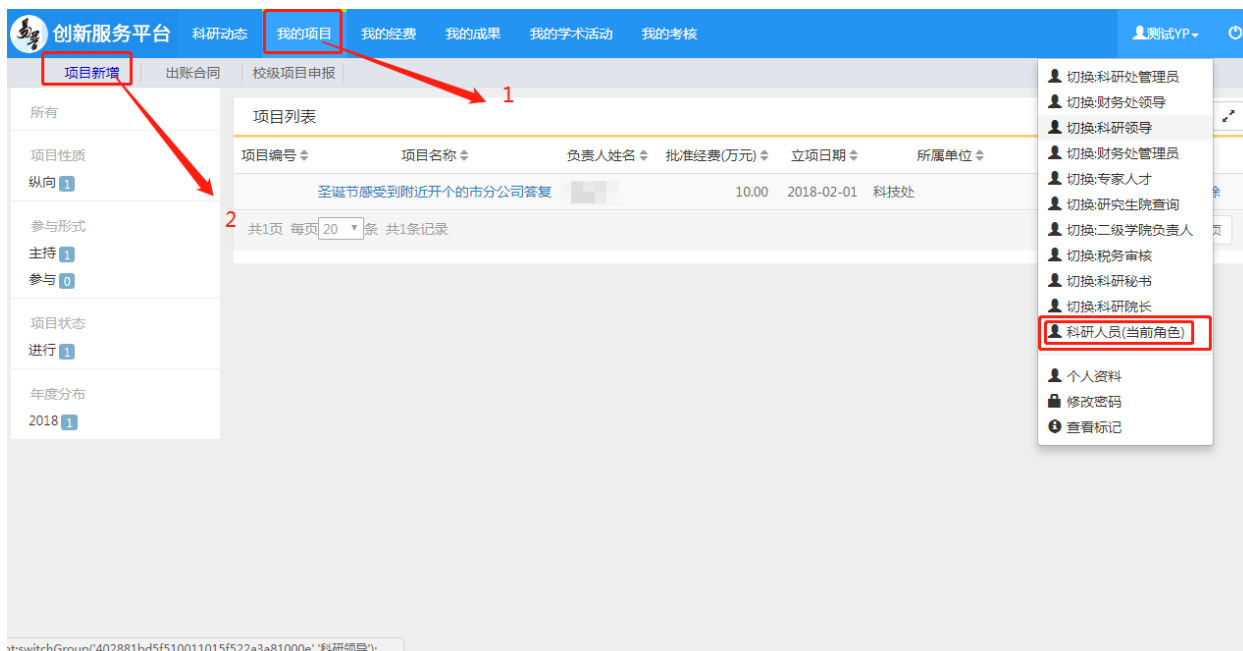 创新服务平台 科研动态 我的项目 我的经费 我的成果 我的学术活动 我的考核 测试YP
项目新增 出账合同 校级项目申报
1
2
所有
项目性质
纵向 1
参与形式
主持 1
参与 0
项目状态
进行 1
年度分布
2018 1
项目列表
项目编号 项目名称 负责人姓名 批准经费(万元) 立项日期 所属单位
圣诞节感受到附近开个的市分公司答复 10.00 2018-02-01 科技处
共1页 每页 20 条 共1条记录 页
切换:科研处管理员
切换:财务处领导
切换:科研领导
切换:财务处管理员
切换:专家人才
切换:研究生院查询
切换:二级学院负责人
切换:税务审核
切换:科研秘书
切换:科研院长
科研人员(当前角色)
个人资料
修改密码
查看标记